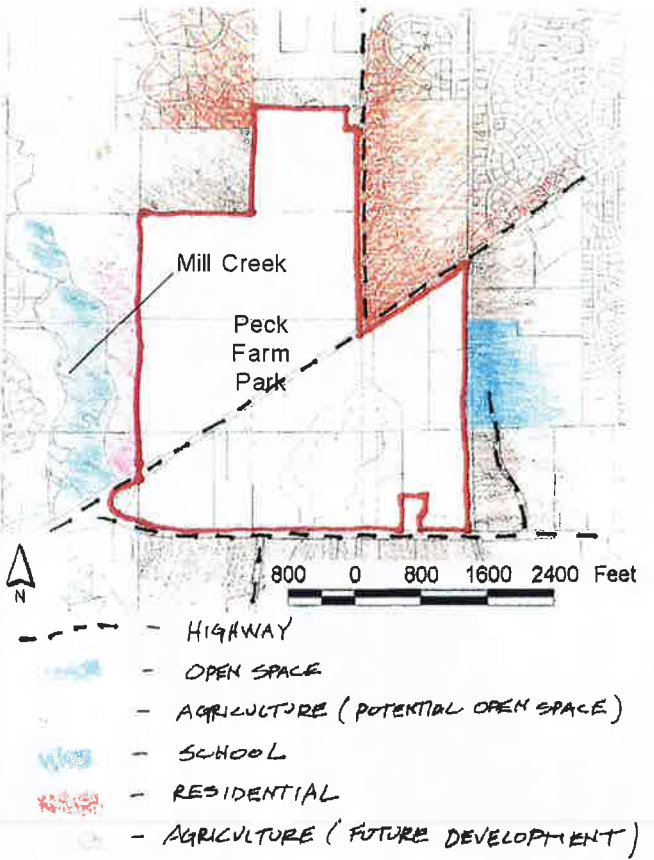 Mill Creek
Peck
Farm
Park
N
800 0 800 1600 2400 Feet
- HIGHWAY
- OPEN SPACE
- AGRICULTURE (POTENTIAL OPEN SPACE)
- SCHOOL
- RESIDENTIAL
- AGRICULTURE (FUTURE DEVELOPMENT)